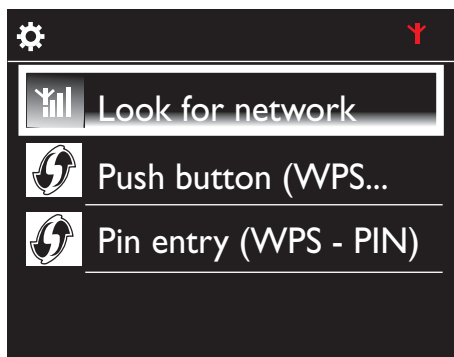 Look for network
Push button (WPS...
Pin entry (WPS - PIN)